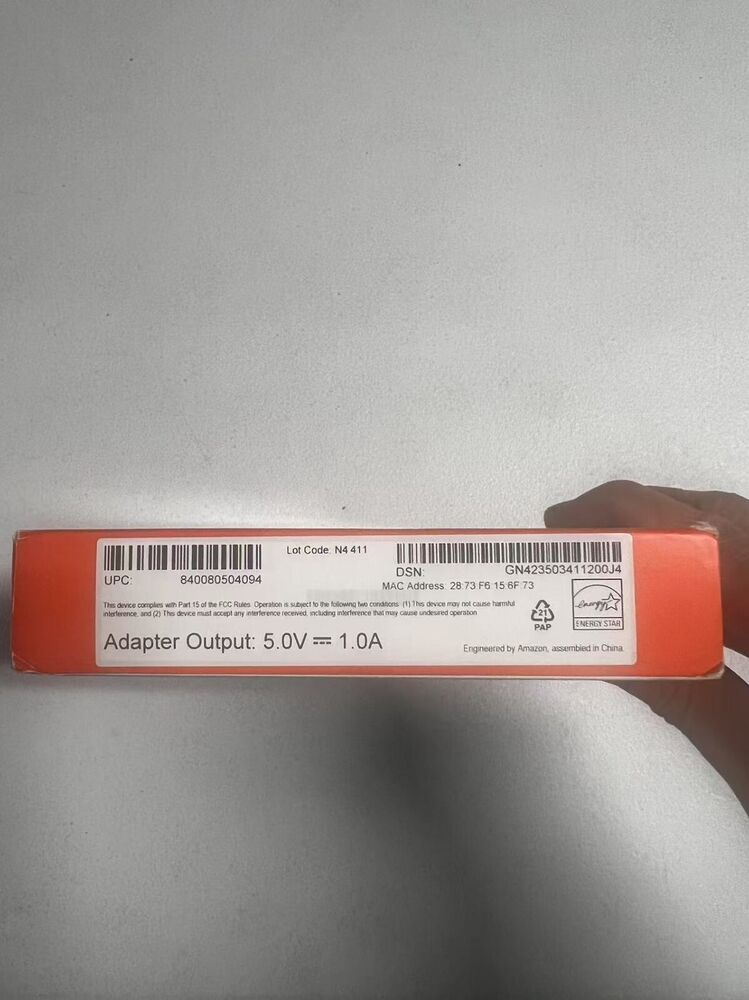 Lot Code: N4 411
UPC: 840080504094
DSN: GN423503411200J4
MAC Address: 28:73:F6:15:6F:73
This device complies with Part 15 of the FCC Rules. Operation is subject to the following two conditions: (1) This device may not cause harmful
interference, and (2) This device must accept any interference received, including interference that may cause undesired operation.
21
PAP
energy
ENERGY STAR
Adapter Output: 5.0V ⎓ 1.0A
Engineered by Amazon, assembled in China.